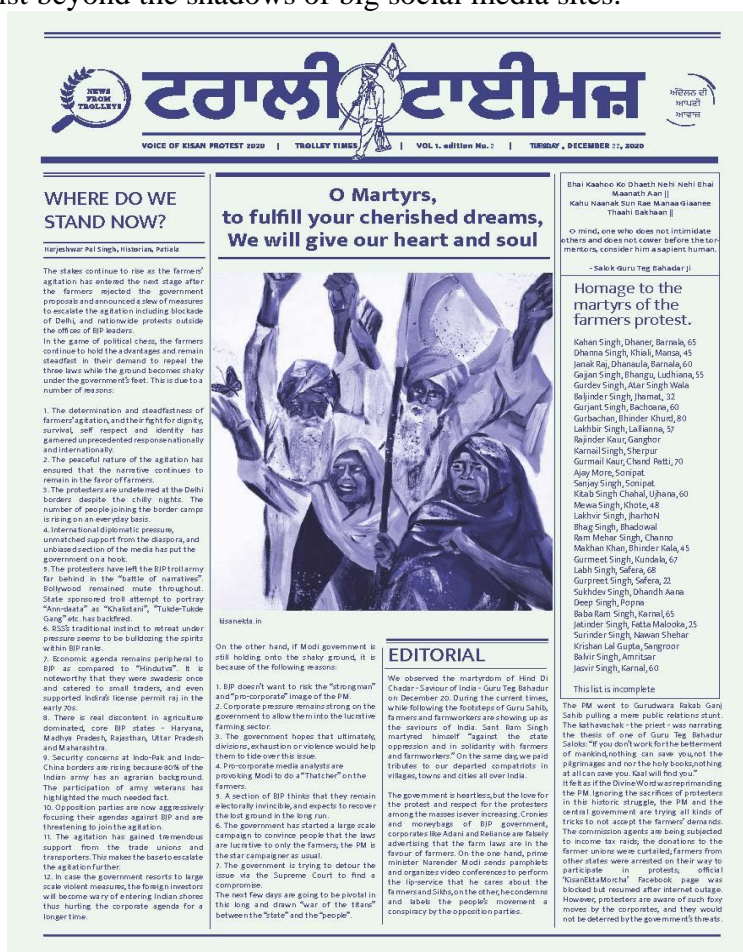 ist beyond the shadows of big social media sites.
NEWS
FROM
TROLLEYS
ਟਰਾਲੀ ਟਾਈਮਜ਼
ਅੰਦੋਲਨ ਦੀ
ਆਪਣੀ
ਆਵਾਜ਼
VOICE OF KISAN PROTEST 2020 | TROLLEY TIMES | VOL 1. edition No. 2 | TUESDAY, DECEMBER 22, 2020
WHERE DO WE
STAND NOW?
Harjeshwar Pal Singh, Historian, Patiala
The stakes continue to rise as the farmers'
agitation has entered the next stage after
the farmers rejected the government
proposals and announced a slew of measures
to escalate the agitation including blockade
of Delhi, and nationwide protests outside
the offices of BJP leaders.
In the game of political chess, the farmers
continue to hold the advantages and remain
steadfast in their demand to repeal the
three laws while the ground becomes shaky
under the government's feet. This is due to a
number of reasons:
1. The determination and steadfastness of
farmers' agitation, and their fight for dignity,
survival, self respect and identity has
garnered unprecedented response nationally
and internationally.
2. The peaceful nature of the agitation has
ensured that the narrative continues to
remain in the favor of farmers.
3. The protesters are undeterred at the Delhi
borders despite the chilly nights. The
number of people joining the border camps
is rising on an everyday basis.
4. International diplomatic pressure,
unmatched support from the diaspora, and
unbiased section of the media has put the
government on a hook.
5. The protesters have left the BJP troll army
far behind in the "battle of narratives".
Bollywood remained mute throughout.
State sponsored troll attempt to portray
"Ann-daata" as "Khalistani", "Tukde-Tukde
Gang" etc. has backfired.
6. RSS's traditional instinct to retreat under
pressure seems to be bulldozing the spirits
within BJP ranks.
7. Economic agenda remains peripheral to
BJP as compared to "Hindutva". It is
noteworthy that they were swadesis once
and catered to small traders, and even
supported Indira's license permit raj in the
early 70s.
8. There is real discontent in agriculture
dominated, core BJP states - Haryana,
Madhya Pradesh, Rajasthan, Uttar Pradesh
and Maharashtra.
9. Security concerns at Indo-Pak and Indo-
China borders are rising because 80% of the
Indian army has an agrarian background.
The participation of army veterans has
highlighted the much needed fact.
10. Opposition parties are now aggressively
focusing their agendas against BJP and are
threatening to join the agitation.
11. The agitation has gained tremendous
support from the trade unions and
transporters. This makes the base to escalate
the agitation further.
12. In case the government resorts to large
scale violent measures, the foreign investors
will become wary of entering Indian shores
thus hurting the corporate agenda for a
longer time.
O Martyrs,
to fulfill your cherished dreams,
We will give our heart and soul
kisanekta.in
On the other hand, if Modi government is
still holding onto the shaky ground, it is
because of the following reasons:
1. BJP doesn't want to risk the "strongman"
and "pro-corporate" image of the PM.
2. Corporate pressure remains strong on the
government to allow them into the lucrative
farming sector.
3. The government hopes that ultimately,
divisions, exhaustion or violence would help
them to tide over this issue.
4. Pro-corporate media analysts are
provoking Modi to do a "Thatcher" on the
farmers.
5. A section of BJP thinks that they remain
electorally invincible, and expects to recover
the lost ground in the long run.
6. The government has started a large scale
campaign to convince people that the laws
are lucrative to only the farmers; the PM is
the star campaigner as usual.
7. The government is trying to detour the
issue via the Supreme Court to find a
compromise.
The next few days are going to be pivotal in
this long and drawn "war of the titans"
between the "state" and the "people".
EDITORIAL
We observed the martyrdom of Hind Di
Chadar - Saviour of India - Guru Teg Bahadur
on December 20. During the current times,
while following the footsteps of Guru Sahib,
farmers and farmworkers are showing up as
the saviours of India. Sant Ram Singh
martyred himself "against the state
oppression and in solidarity with farmers
and farmworkers." On the same day, we paid
tributes to our departed compatriots in
villages, towns and cities all over India.
The government is heartless, but the love for
the protest and respect for the protesters
among the masses is ever increasing. Cronies
and moneybags of BJP government,
corporates like Adani and Reliance are falsely
advertising that the farm laws are in the
favour of farmers. On the one hand, prime
minister Narender Modi sends pamphlets
and organizes video conferences to perform
the lip-service that he cares about the
farmers and Sikhs, on the other, he condemns
and labels the people's movement a
conspiracy by the opposition parties.
Bhai Kaahoo Ko Dhaeth Nehi Nehi Bhai
Maanath Aan ||
Kahu Naanak Sun Rae Manaa Giaanee
Thaahi Bakhaan ||
O mind, one who does not intimidate
others and does not cower before the tor-
mentors, consider him a sapient human.
- Salok Guru Teg Bahadar Ji
Homage to the
martyrs of the
farmers protest.
Kahan Singh, Dhaner, Barnala, 65
Dhanna Singh, Khiali, Mansa, 45
Janak Raj, Dhanaula, Barnala, 60
Gajjan Singh, Bhangu, Ludhiana, 55
Gurdev Singh, Atar Singh Wala
Baljinder Singh, Jhamat, 32
Gurjant Singh, Bachoana, 60
Gurbachan, Bhinder Khurd, 80
Lakhbir Singh, Lallianna, 57
Rajinder Kaur, Ganghor
Karnail Singh, Sherpur
Gurmail Kaur, Chand Patti, 70
Ajay More, Sonipat
Sanjay Singh, Sonipat
Kitab Singh Chahal, Ujhana, 60
Mewa Singh, Khote, 48
Lakhvir Singh, JharhoN
Bhag Singh, Bhadowal
Ram Mehar Singh, Channo
Makhan Khan, Bhinder Kala, 45
Gurmeet Singh, Kundala, 67
Labh Singh, Safera, 68
Gurpreet Singh, Safera, 22
Sukhdev Singh, Dhandh Aana
Deep Singh, Popna
Baba Ram Singh, Karnal, 65
Jatinder Singh, Fatta Malooka, 25
Surinder Singh, Nawan Shehar
Krishan Lal Gupta, Sangroor
Balvir Singh, Amritsar
Jasvir Singh, Karnal, 60
This list is incomplete
The PM went to Gurudwara Rakab Ganj
Sahib pulling a mere public relations stunt.
The kathavachak - the priest - was narrating
the thesis of one of Guru Teg Bahadur
Saloks: "If you don't work for the betterment
of mankind, nothing can save you, not the
pilgrimages and nor the holy books, nothing
at all can save you. Kaal will find you."
It felt as if the Divine Word was reprimanding
the PM. Ignoring the sacrifices of protesters
in this historic struggle, the PM and the
central government are trying all kinds of
tricks to not accept the farmers' demands.
The commission agents are being subjected
to income tax raids; the donations to the
farmer unions were curtailed; farmers from
other states were arrested on their way to
participate in protests, official
'KisanEktaMorcha' Facebook page was
blocked but resumed after internet outage.
However, protesters are aware of such foxy
moves by the corporates, and they would
not be deterred by the government's threats.